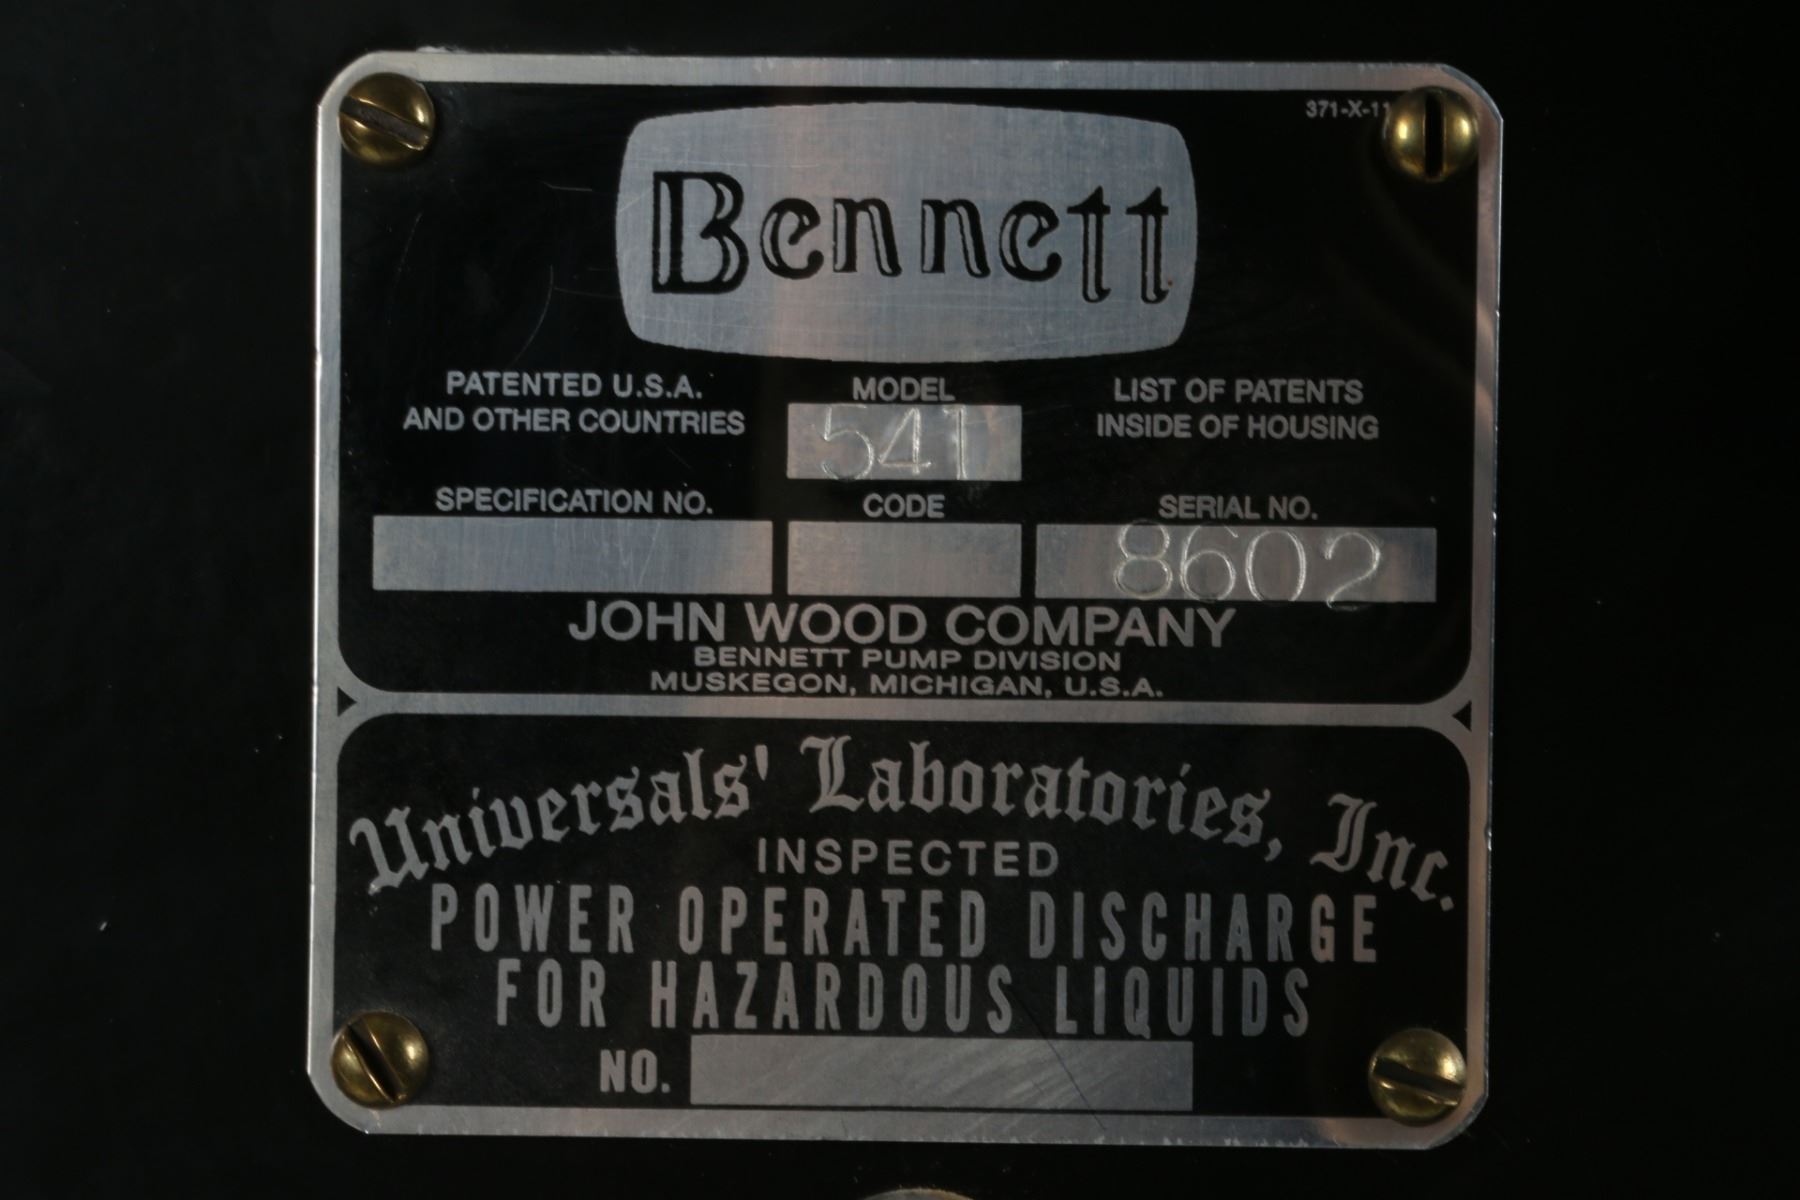 371-X-11
Bennett
PATENTED U.S.A.
AND OTHER COUNTRIES
MODEL
541
LIST OF PATENTS
INSIDE OF HOUSING
SPECIFICATION NO.
CODE
SERIAL NO.
8602
JOHN WOOD COMPANY
BENNETT PUMP DIVISION
MUSKEGON, MICHIGAN, U.S.A.
Universals' Laboratories, Inc.
INSPECTED
POWER OPERATED DISCHARGE
FOR HAZARDOUS LIQUIDS
NO.